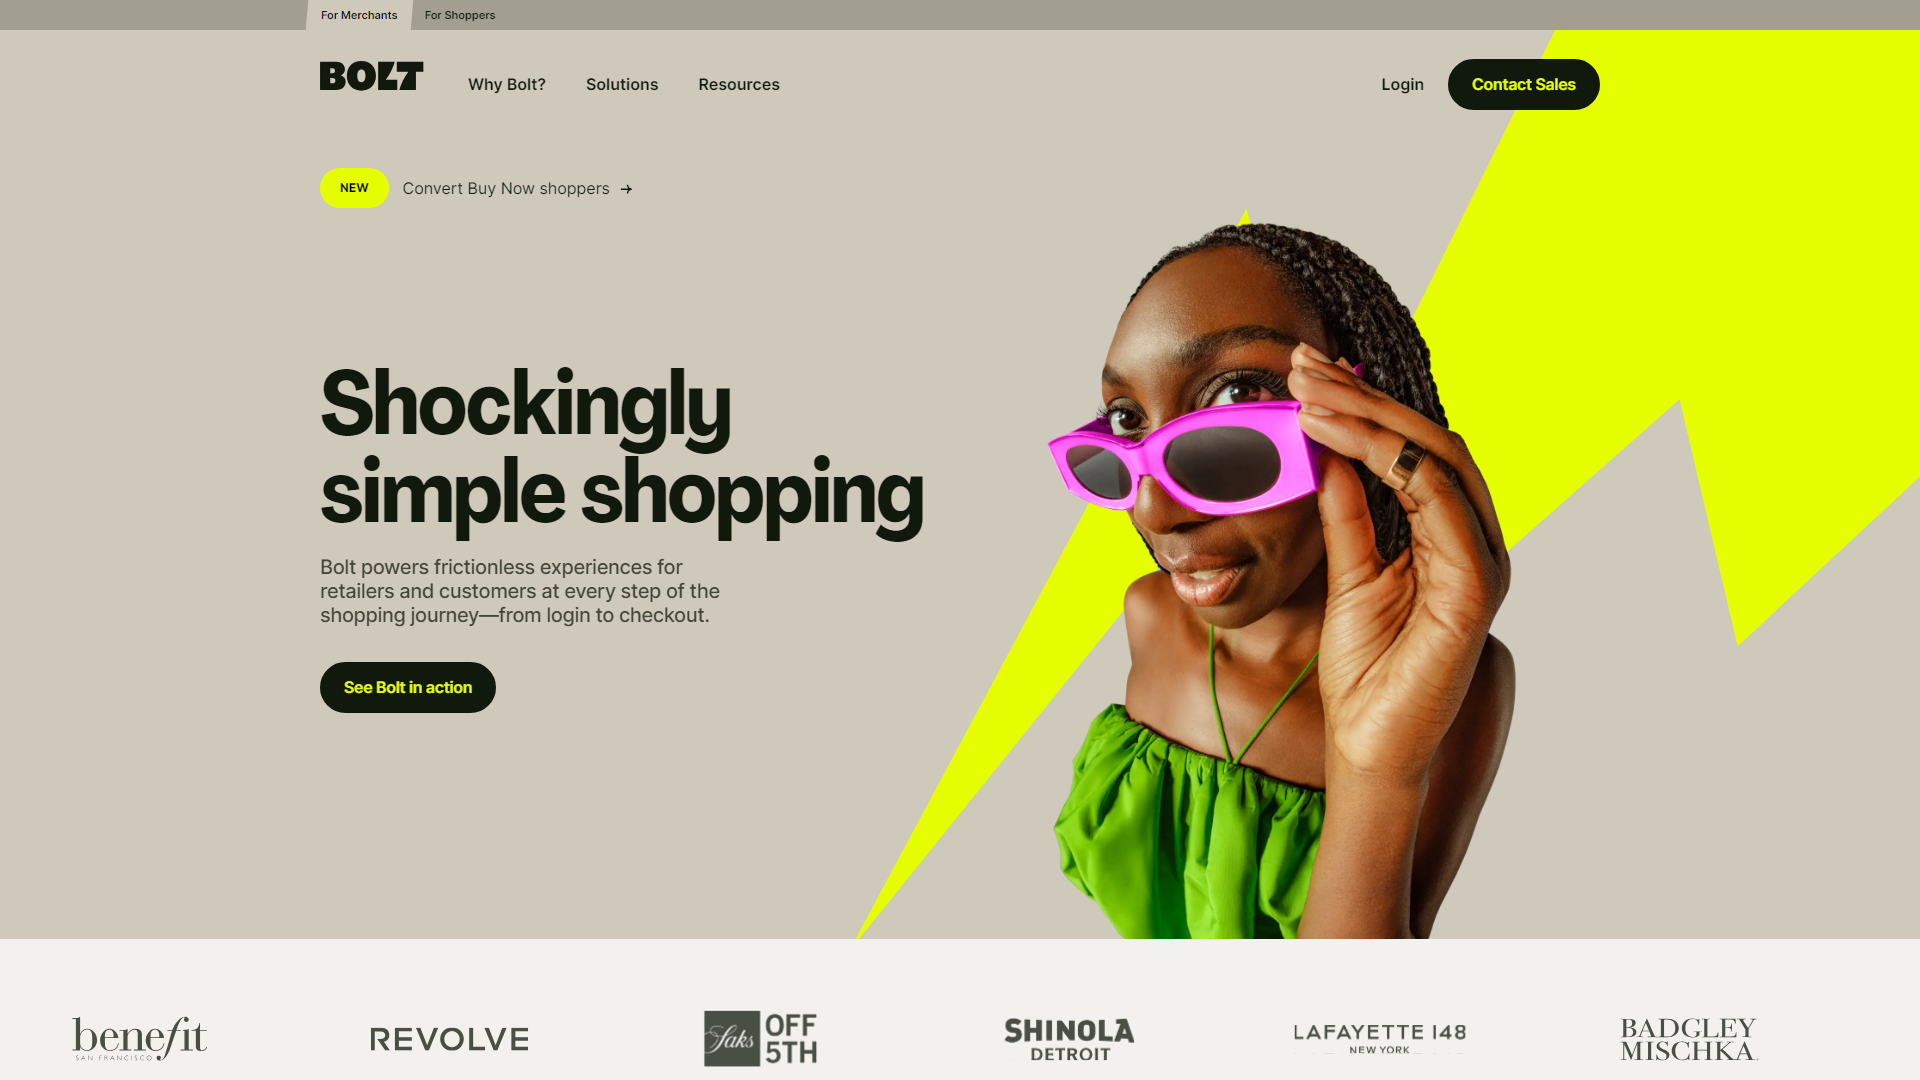 For Merchants
For Shoppers
BOLT
Why Bolt?
Solutions
Resources
Login
Contact Sales
NEW
Convert Buy Now shoppers →
Shockingly
simple shopping
Bolt powers frictionless experiences for
retailers and customers at every step of the
shopping journey—from login to checkout.
See Bolt in action
benefit
SAN FRANCISCO
REVOLVE
Saks
OFF
5TH
SHINOLA
DETROIT
LAFAYETTE 148
NEW YORK
BADGLEY
MISCHKA